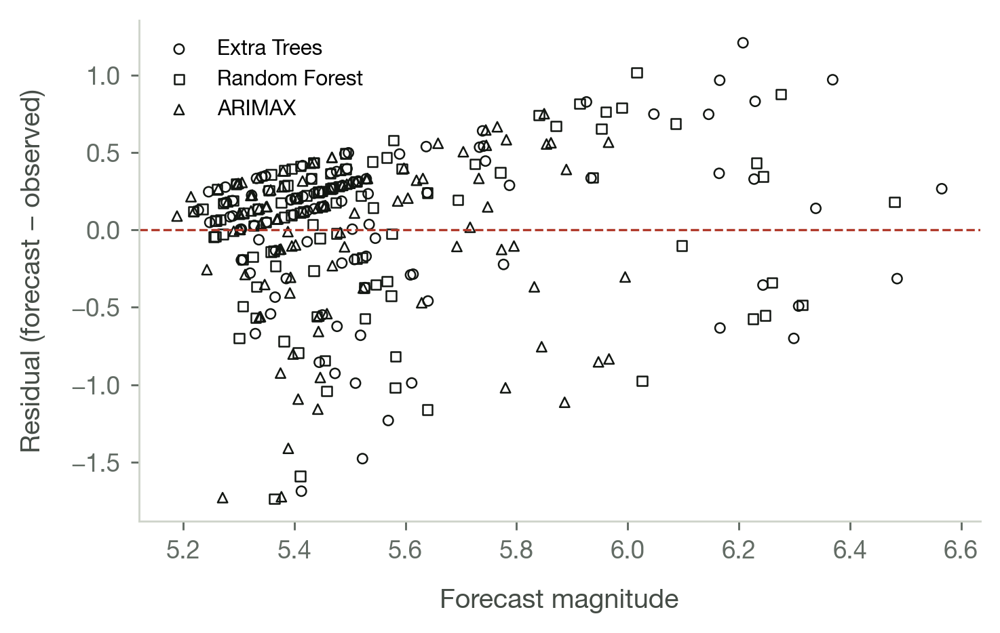 Extra Trees
Random Forest
ARIMAX
Residual (forecast − observed)
1.0
0.5
0.0
−0.5
−1.0
−1.5
5.2 5.4 5.6 5.8 6.0 6.2 6.4 6.6
Forecast magnitude